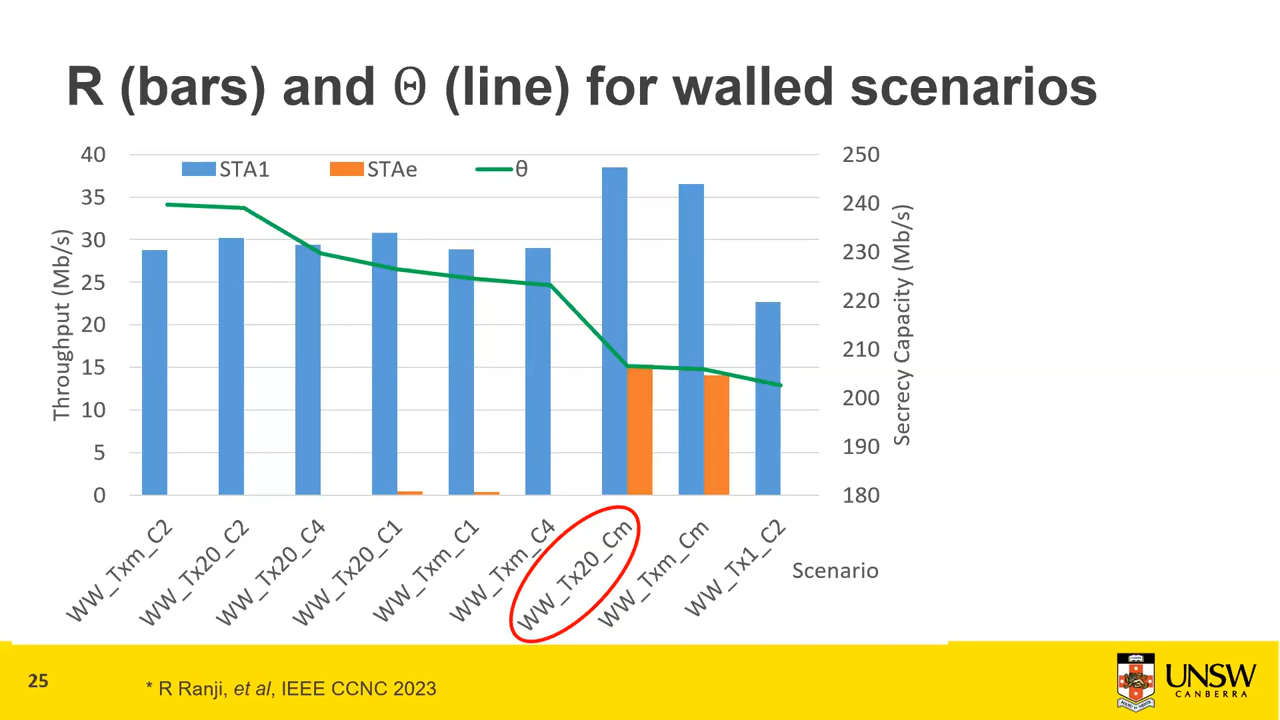 R (bars) and Θ (line) for walled scenarios
STA1
STAe
θ
Throughput (Mb/s)
40
35
30
25
20
15
10
5
0
Secrecy Capacity (Mb/s)
250
240
230
220
210
200
190
180
WW_Txm_C2
WW_Tx20_C2
WW_Tx20_C4
WW_Tx20_C1
WW_Txm_C1
WW_Txm_C4
WW_Tx20_Cm
WW_Txm_Cm
WW_Tx1_C2
Scenario
25
* R Ranji, et al, IEEE CCNC 2023
UNSW
CANBERRA